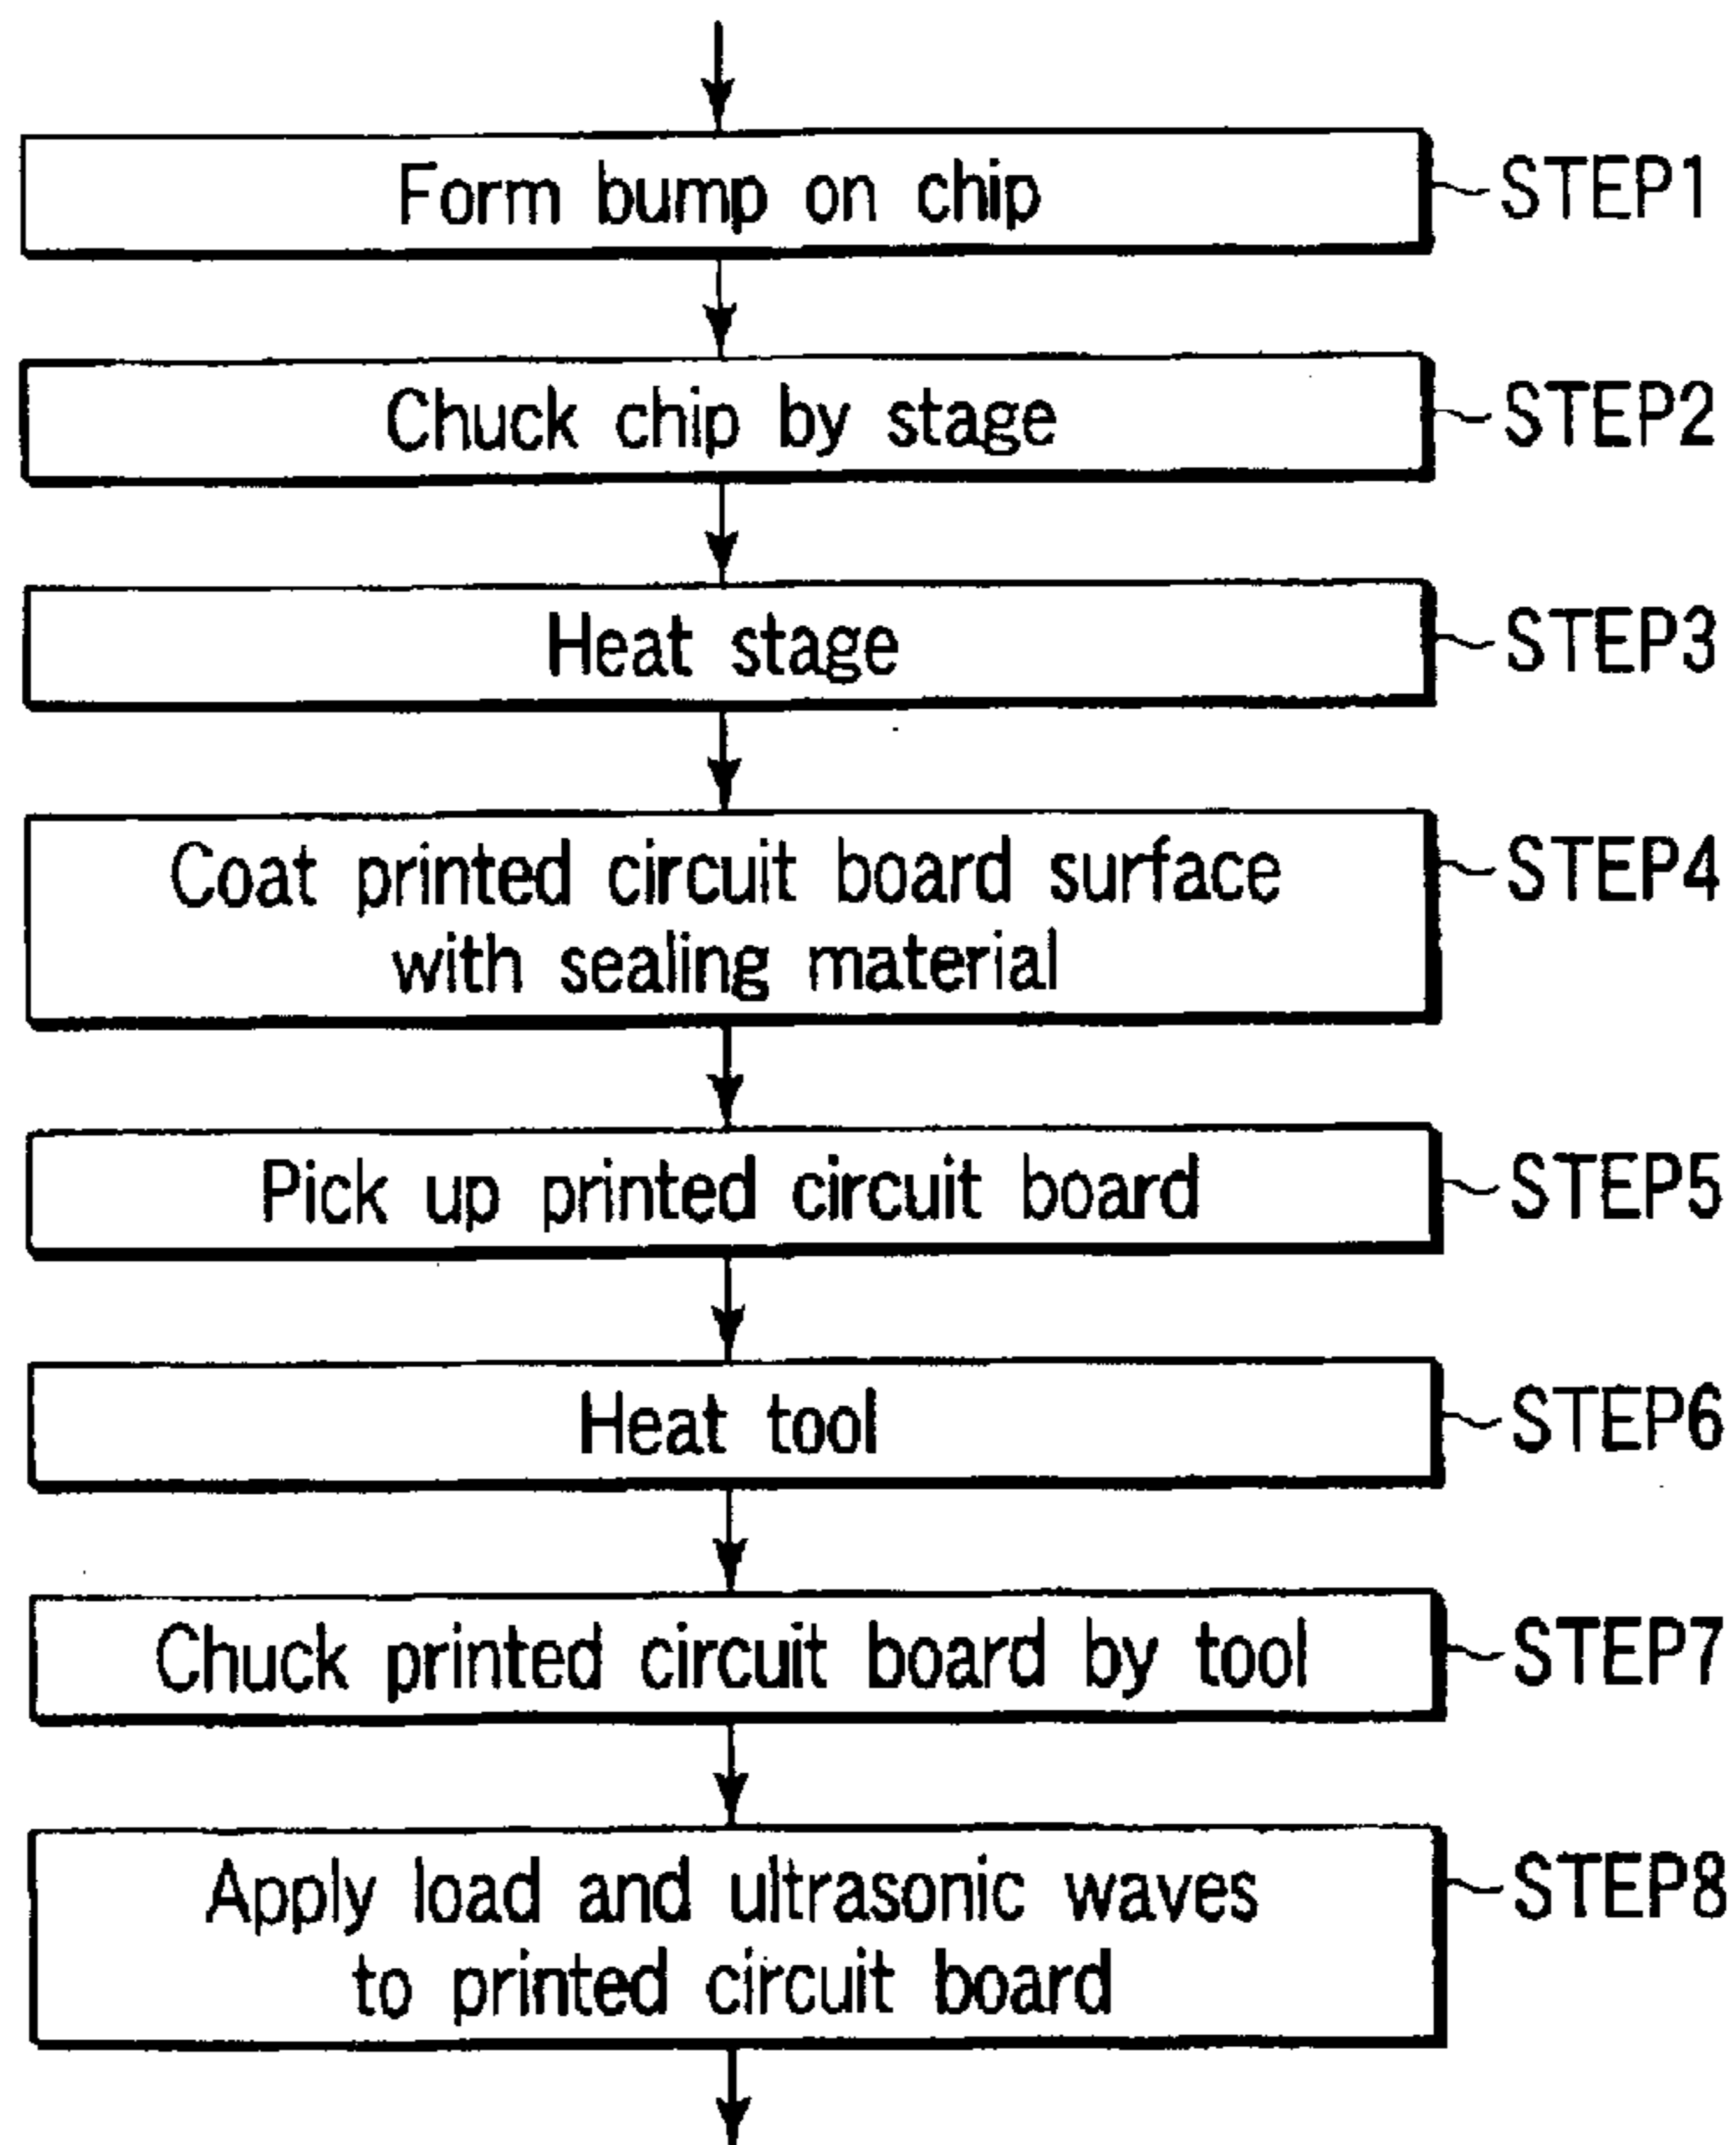 Form bump on chip STEP1
Chuck chip by stage STEP2
Heat stage STEP3
Coat printed circuit board surface STEP4
with sealing material
Pick up printed circuit board STEP5
Heat tool STEP6
Chuck printed circuit board by tool STEP7
Apply load and ultrasonic waves STEP8
to printed circuit board